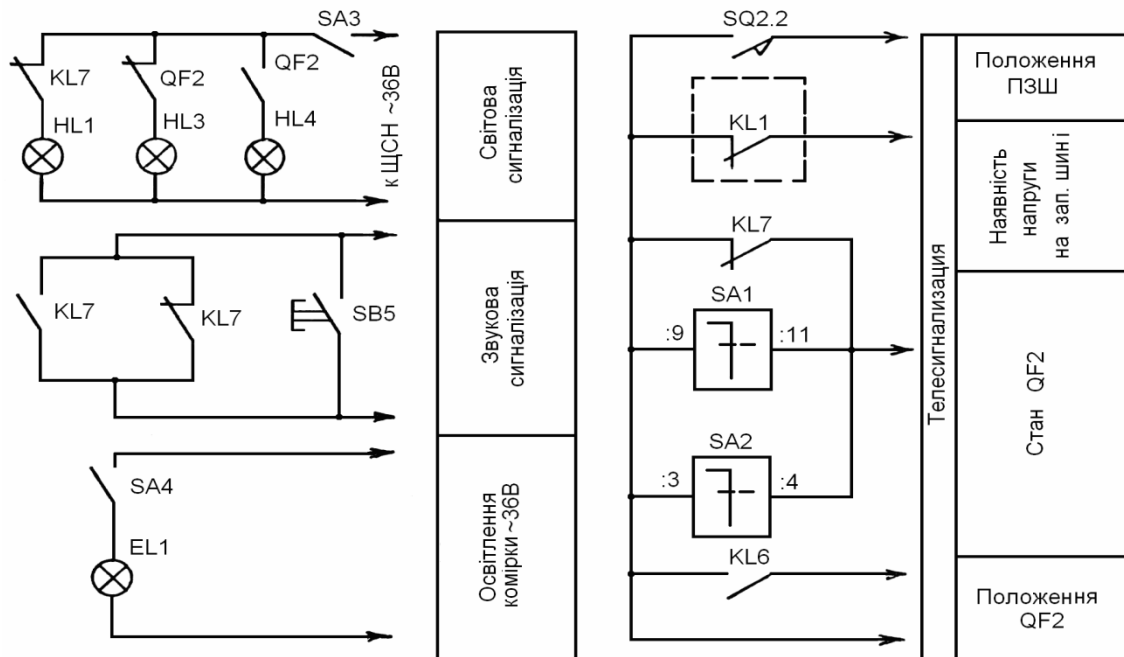 SA3
KL7
QF2
QF2
HL1
HL3
HL4
к ЩСН ~36В
Світова
сигналізація
KL7
KL7
SB5
Звукова
сигналізація
SA4
EL1
Освітлення
комірки ~36В
SQ2.2
KL1
KL7
SA1
:9
:11
SA2
:3
:4
KL6
Телесигнализация
Положення
ПЗШ
Наявність
напруги
на зап. шині
Стан QF2
Положення
QF2